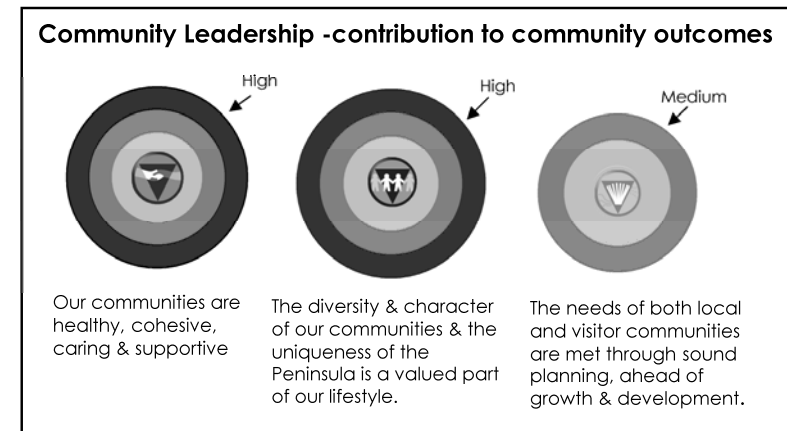 Community Leadership -contribution to community outcomes
High
High
Medium
Our communities are
healthy, cohesive,
caring & supportive
The diversity & character
of our communities & the
uniqueness of the
Peninsula is a valued part
of our lifestyle.
The needs of both local
and visitor communities
are met through sound
planning, ahead of
growth & development.